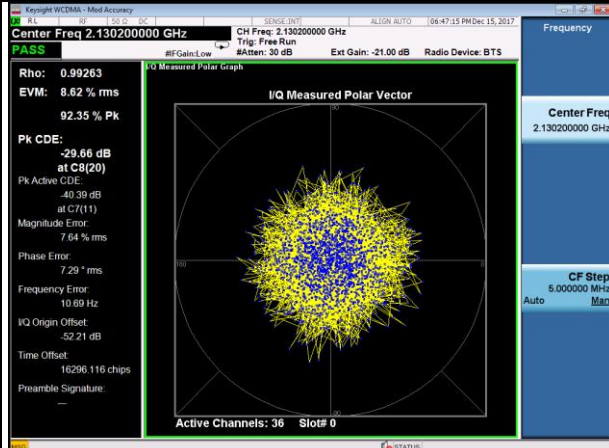 Keysight WCDMA - Mod Accuracy
RL RF 50 Ω DC SENSE:INT ALIGN AUTO 06:47:15 PM Dec 15, 2017
Center Freq 2.130200000 GHz
CH Freq: 2.130200000 GHz
Trig: Free Run
PASS
#IFGain:Low #Atten: 30 dB Ext Gain: -21.00 dB Radio Device: BTS
Frequency
Rho: 0.99263
EVM: 8.62 % rms
92.35 % Pk
Pk CDE:
-29.66 dB
at C8(20)
Pk Active CDE:
-40.39 dB
at C7(11)
Magnitude Error:
7.64 % rms
Phase Error:
7.29 ° rms
Frequency Error:
10.69 Hz
I/Q Origin Offset:
-52.21 dB
Time Offset:
16296.116 chips
Preamble Signature:
---
I/Q Measured Polar Graph
I/Q Measured Polar Vector
90
180
0
-90
Active Channels: 36 Slot# 0
Center Freq
2.130200000 GHz
CF Step
5.000000 MHz
Auto Man
MSG STATUS